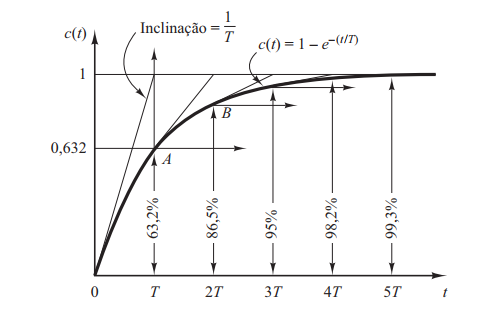 c(t)
Inclinação = 1/T
c(t) = 1 – e^–(t/T)
1
B
0,632
A
63,2%
86,5%
95%
98,2%
99,3%
0
T
2T
3T
4T
5T
t